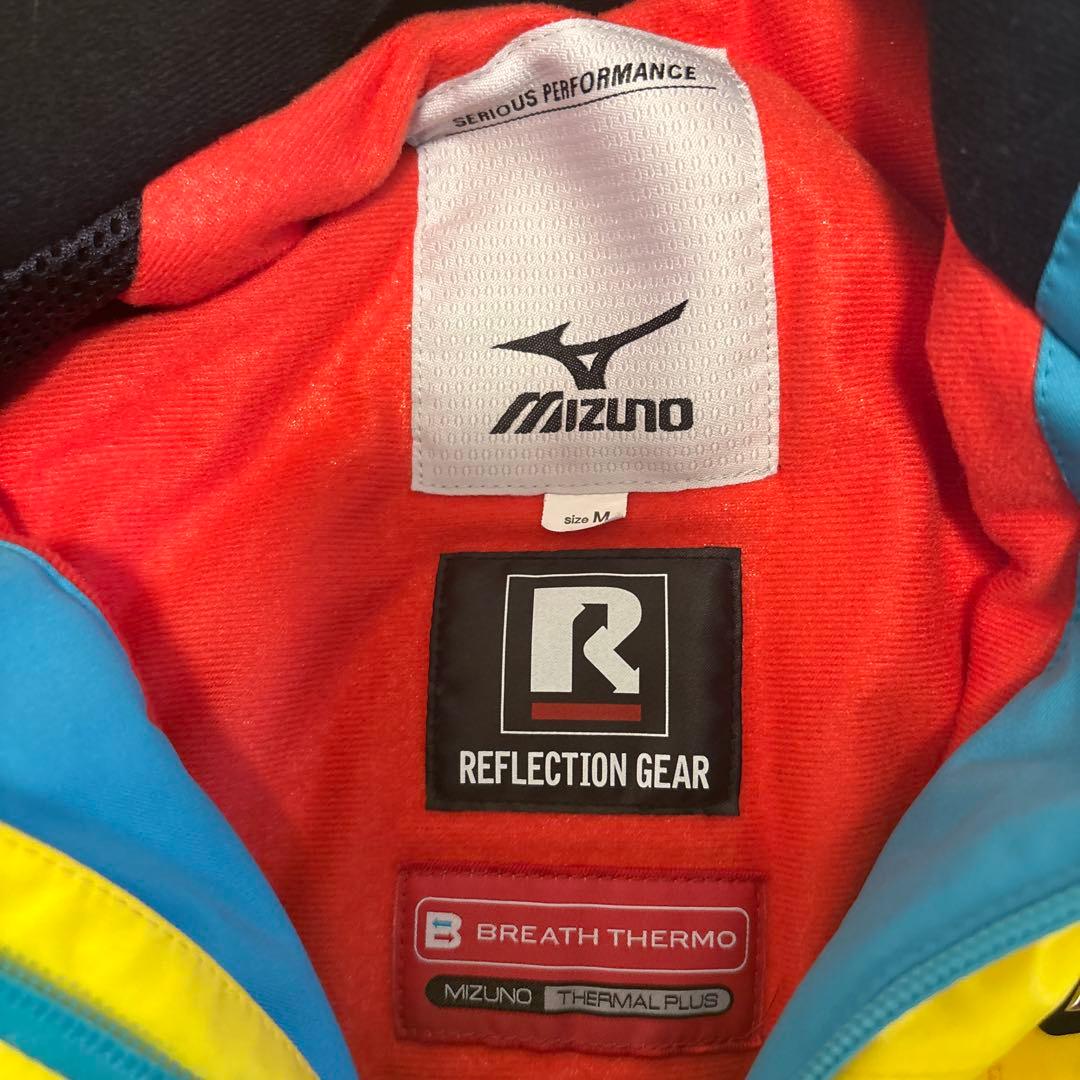 SERIOUS PERFORMANCE
MIZUNO
size M
R
REFLECTION GEAR
B BREATH THERMO
MIZUNO THERMAL PLUS